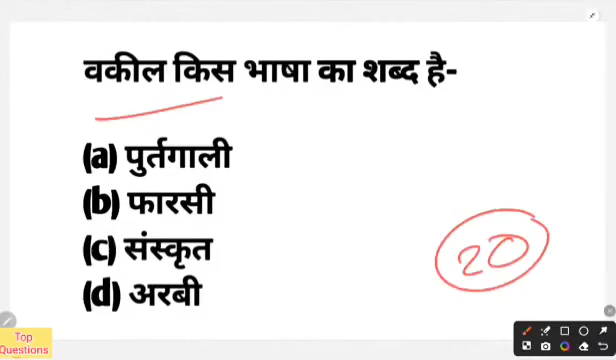 वकील किस भाषा का शब्द है-
(a) पुर्तगाली
(b) फारसी
(c) संस्कृत
(d) अरबी
20
Top
Questions